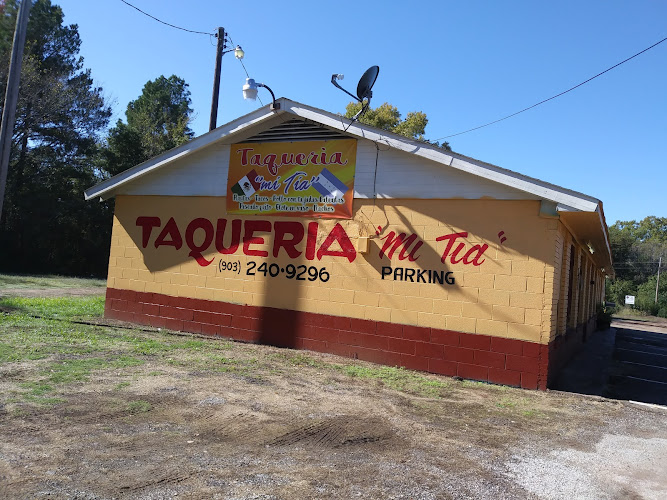 Taqueria
"mi Tia"
TAQUERIA "Mi Tia"
(903) 240·9296 PARKING